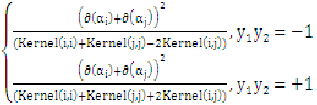 (∂(α_i)+∂(α_j))^2 / (Kernel(i,i)+Kernel(j,j)−2Kernel(i,j)), y_1y_2 = −1
(∂(α_i)+∂(α_j))^2 / (Kernel(i,i)+Kernel(j,j)+2Kernel(i,j)), y_1y_2 = +1